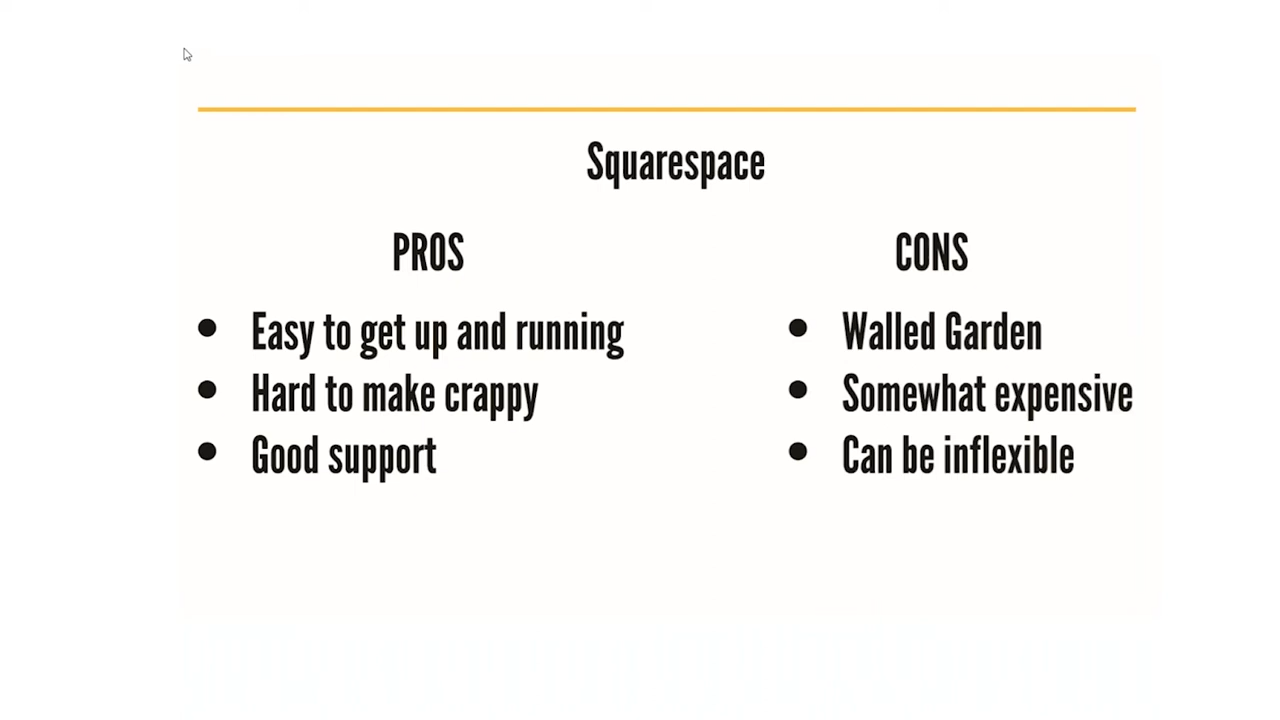 Squarespace
PROS
• Easy to get up and running
• Hard to make crappy
• Good support
CONS
• Walled Garden
• Somewhat expensive
• Can be inflexible